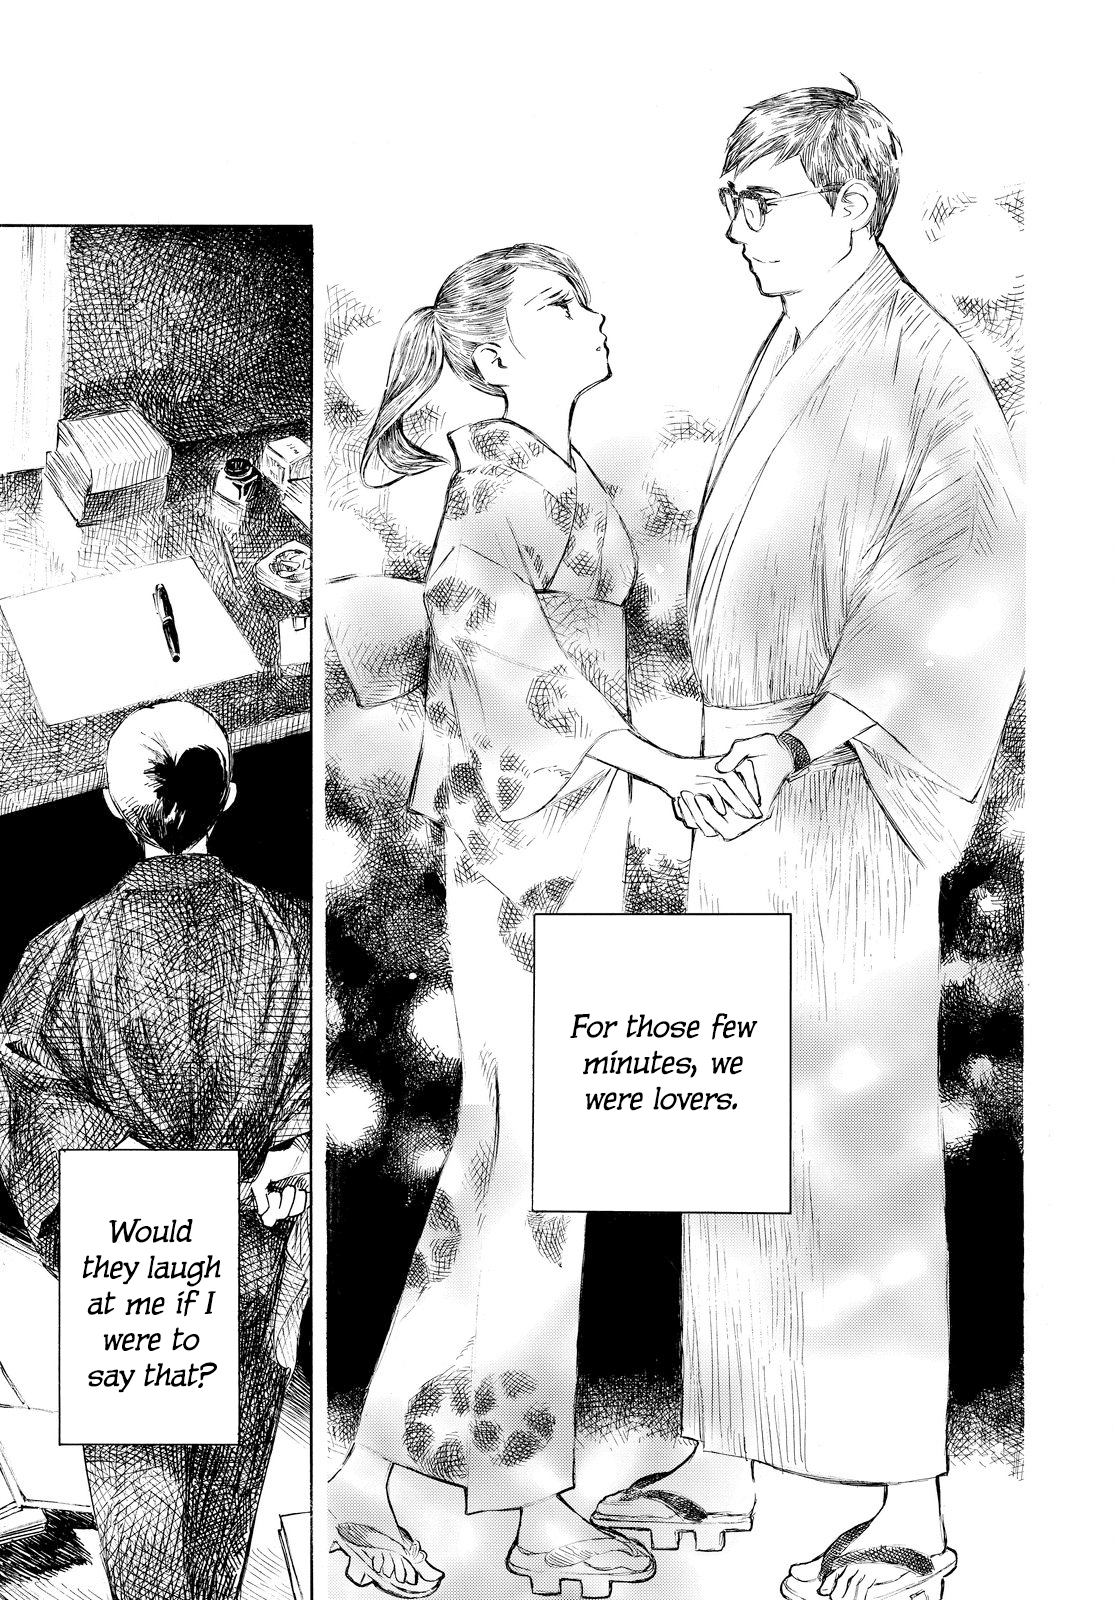 For those few
minutes, we
were lovers.
Would
they laugh
at me if I
were to
say that?